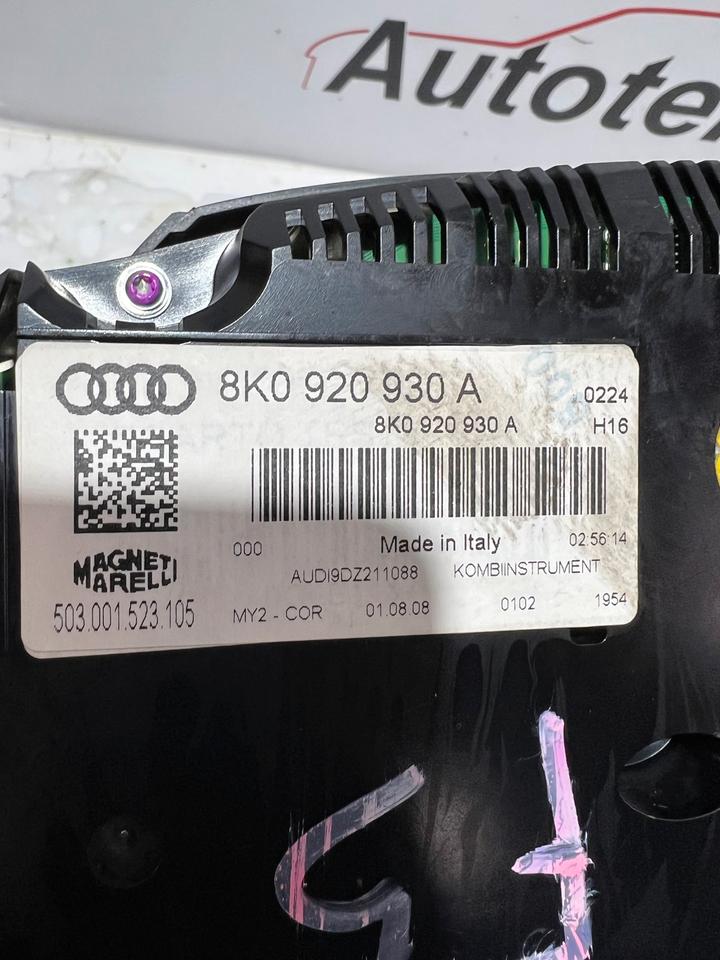 Autote
8K0 920 930 A
0224
8K0 920 930 A
H16
000
Made in Italy
02:56:14
MAGNETI
MARELLI
AUDI9DZ211088
KOMBIINSTRUMENT
503.001.523.105
MY2 - COR
01.08.08
0102
1954